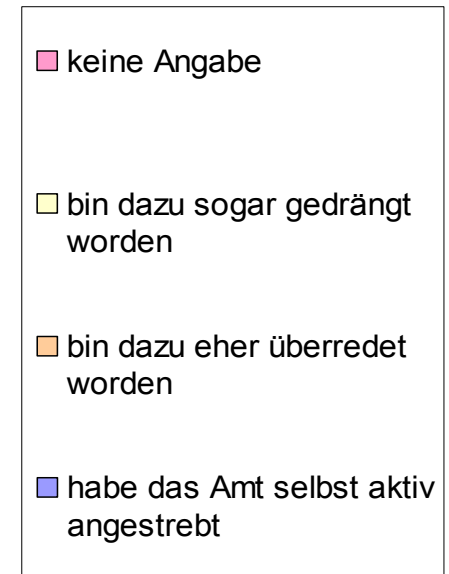 keine Angabe
bin dazu sogar gedrängt
worden
bin dazu eher überredet
worden
habe das Amt selbst aktiv
angestrebt